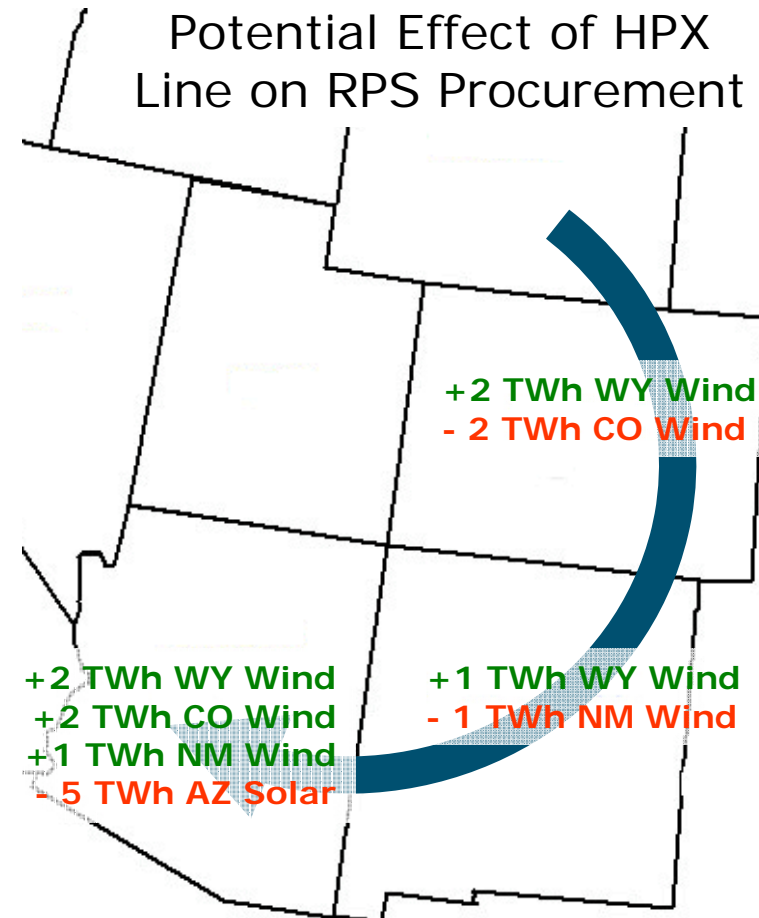 Potential Effect of HPX
Line on RPS Procurement
+2 TWh WY Wind
- 2 TWh CO Wind
+2 TWh WY Wind
+2 TWh CO Wind
+1 TWh NM Wind
- 5 TWh AZ Solar
+1 TWh WY Wind
- 1 TWh NM Wind